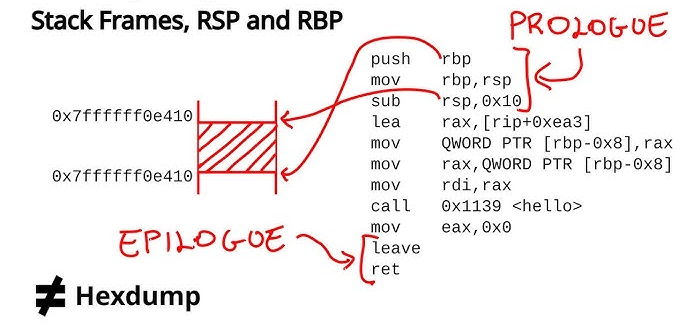 Stack Frames, RSP and RBP
PROLOGUE
push rbp
mov rbp,rsp
sub rsp,0x10
lea rax,[rip+0xea3]
mov QWORD PTR [rbp-0x8],rax
mov rax,QWORD PTR [rbp-0x8]
mov rdi,rax
call 0x1139 <hello>
mov eax,0x0
leave
ret
0x7ffffff0e410
0x7ffffff0e410
EPILOGUE
≠ Hexdump